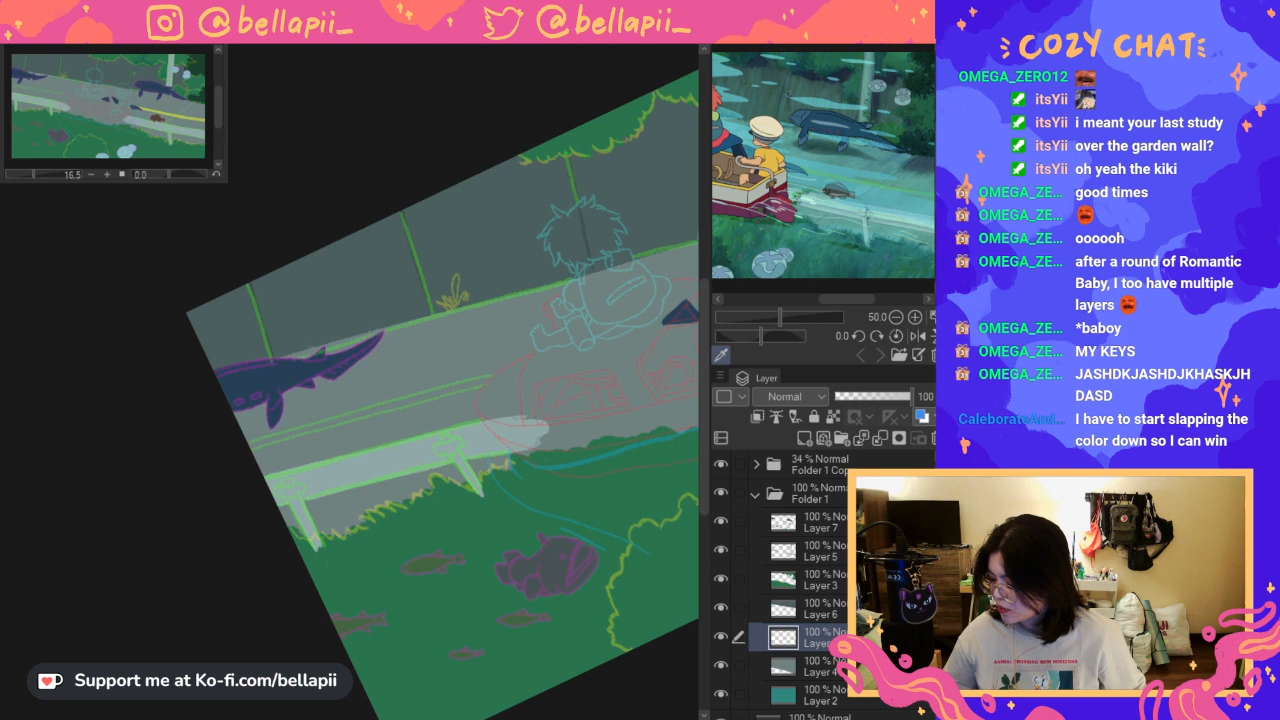 @bellapii_
@bellapii_
COZY CHAT
OMEGA_ZERO12
itsYii
itsYii i meant your last study
itsYii over the garden wall?
itsYii oh yeah the kiki
OMEGA_ZE... good times
OMEGA_ZE...
OMEGA_ZE... oooooh
OMEGA_ZE... after a round of Romantic
Baby, I too have multiple
layers
OMEGA_ZE... *baboy
OMEGA_ZE... MY KEYS
OMEGA_ZE... JASHDKJASHDJKHASKJH
DASD
CaleborateAnd... I have to start slapping the
color down so I can win
16.5
0.0
50.0
0.0
Layer
Normal
100
34 % Normal
Folder 1 Cop
100 % Norma
Folder 1
100 % No
Layer 7
100 % No
Layer 5
100 % No
Layer 3
100 % No
Layer 6
100 % No
Laye
100 % No
Layer 4
100 % No
Layer 2
100 % Normal
ANIMAL CROSSING NEW HORIZONS
Support me at Ko-fi.com/bellapii